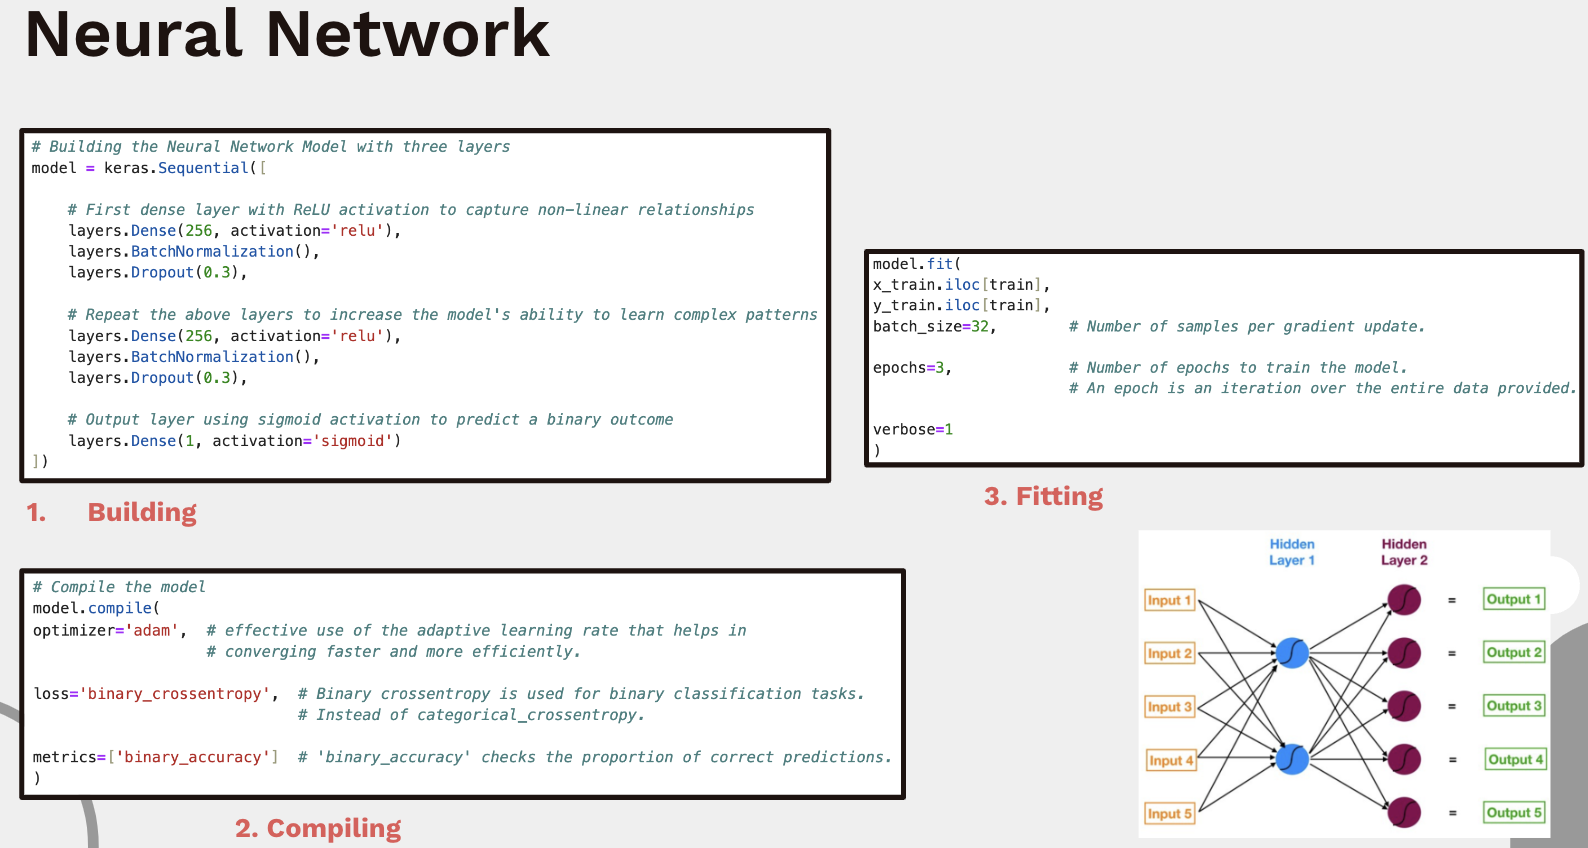 Neural Network
# Building the Neural Network Model with three layers
model = keras.Sequential([
# First dense layer with ReLU activation to capture non-linear relationships
layers.Dense(256, activation='relu'),
layers.BatchNormalization(),
layers.Dropout(0.3),
# Repeat the above layers to increase the model's ability to learn complex patterns
layers.Dense(256, activation='relu'),
layers.BatchNormalization(),
layers.Dropout(0.3),
# Output layer using sigmoid activation to predict a binary outcome
layers.Dense(1, activation='sigmoid')
])
1. Building
# Compile the model
model.compile(
optimizer='adam', # effective use of the adaptive learning rate that helps in
# converging faster and more efficiently.
loss='binary_crossentropy', # Binary crossentropy is used for binary classification tasks.
# Instead of categorical_crossentropy.
metrics=['binary_accuracy'] # 'binary_accuracy' checks the proportion of correct predictions.
)
2. Compiling
model.fit(
x_train.iloc[train],
y_train.iloc[train],
batch_size=32, # Number of samples per gradient update.
epochs=3, # Number of epochs to train the model.
# An epoch is an iteration over the entire data provided.
verbose=1
)
3. Fitting
Hidden Layer 1
Hidden Layer 2
Input 1 = Output 1
Input 2 = Output 2
Input 3 = Output 3
Input 4 = Output 4
Input 5 = Output 5